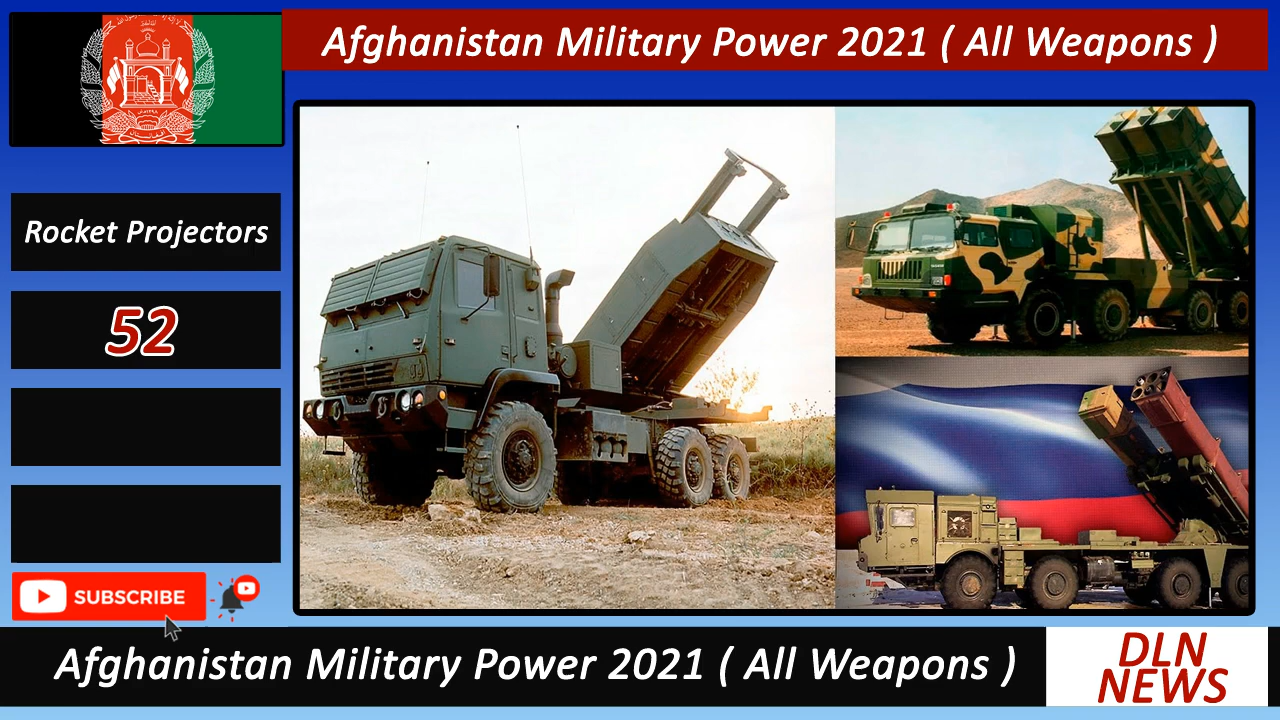 Afghanistan Military Power 2021 ( All Weapons )
Rocket Projectors
52
SUBSCRIBE
Afghanistan Military Power 2021 ( All Weapons )
DLN
NEWS